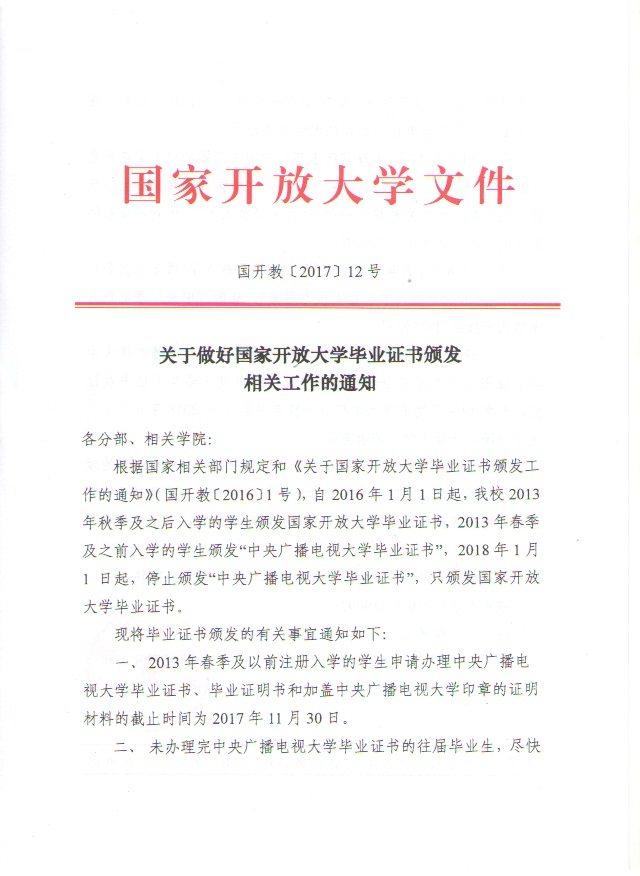 国家开放大学文件
国开教〔2017〕12号
关于做好国家开放大学毕业证书颁发
相关工作的通知
各分部、相关学院：
根据国家相关部门规定和《关于国家开放大学毕业证书颁发工
作的通知》（国开教〔2016〕1号），自2016年1月1日起，我校2013
年秋季及之后入学的学生颁发国家开放大学毕业证书，2013年春季
及之前入学的学生颁发“中央广播电视大学毕业证书”，2018年1月
1日起，停止颁发“中央广播电视大学毕业证书”，只颁发国家开放
大学毕业证书。
现将毕业证书颁发的有关事宜通知如下：
一、2013年春季及以前注册入学的学生申请办理中央广播电
视大学毕业证书、毕业证明书和加盖中央广播电视大学印章的证明
材料的截止时间为2017年11月30日。
二、未办理完中央广播电视大学毕业证书的往届毕业生，尽快